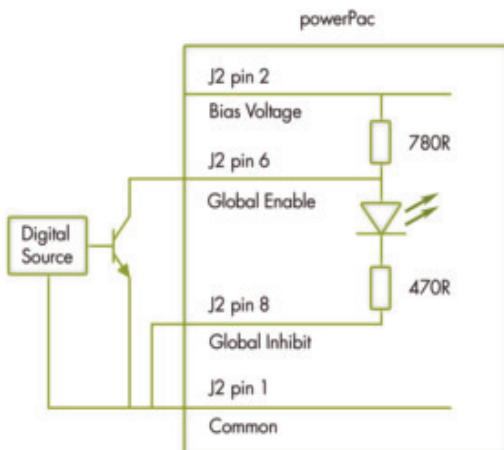 powerPac
J2 pin 2
Bias Voltage
780R
J2 pin 6
Global Enable
Digital
Source
470R
J2 pin 8
Global Inhibit
J2 pin 1
Common